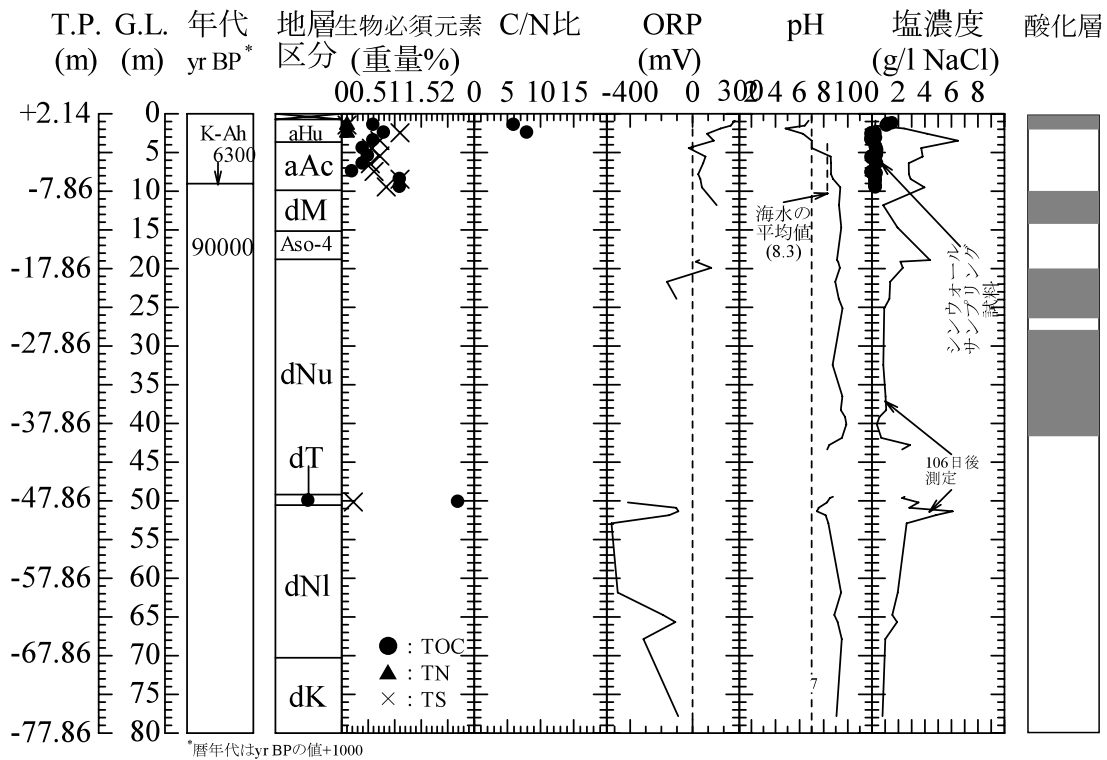 T.P. G.L. 年代 地層 生物必須元素 C/N比 ORP pH 塩濃度 酸化層
(m) (m) yr BP* 区分 (重量%) (mV) (g/l NaCl)
0 0.5 1 1.5 2 0 5 10 15 -400 0 300 2 4 6 8 10 0 2 4 6 8
+2.14 0
K-Ah
6300
aHu
5
aAc
-7.86 10
dM
海水の
平均値
(8.3)
15
90000
Aso-4
-17.86 20
シンウォール
サンプリング
試料
25
-27.86 30
dNu
35
-37.86 40
45
dT
106日後
測定
-47.86 50
55
-57.86 60
dNl
65
● : TOC
-67.86 70
▲ : TN
× : TS
7
dK
75
-77.86 80
*暦年代はyr BPの値+1000